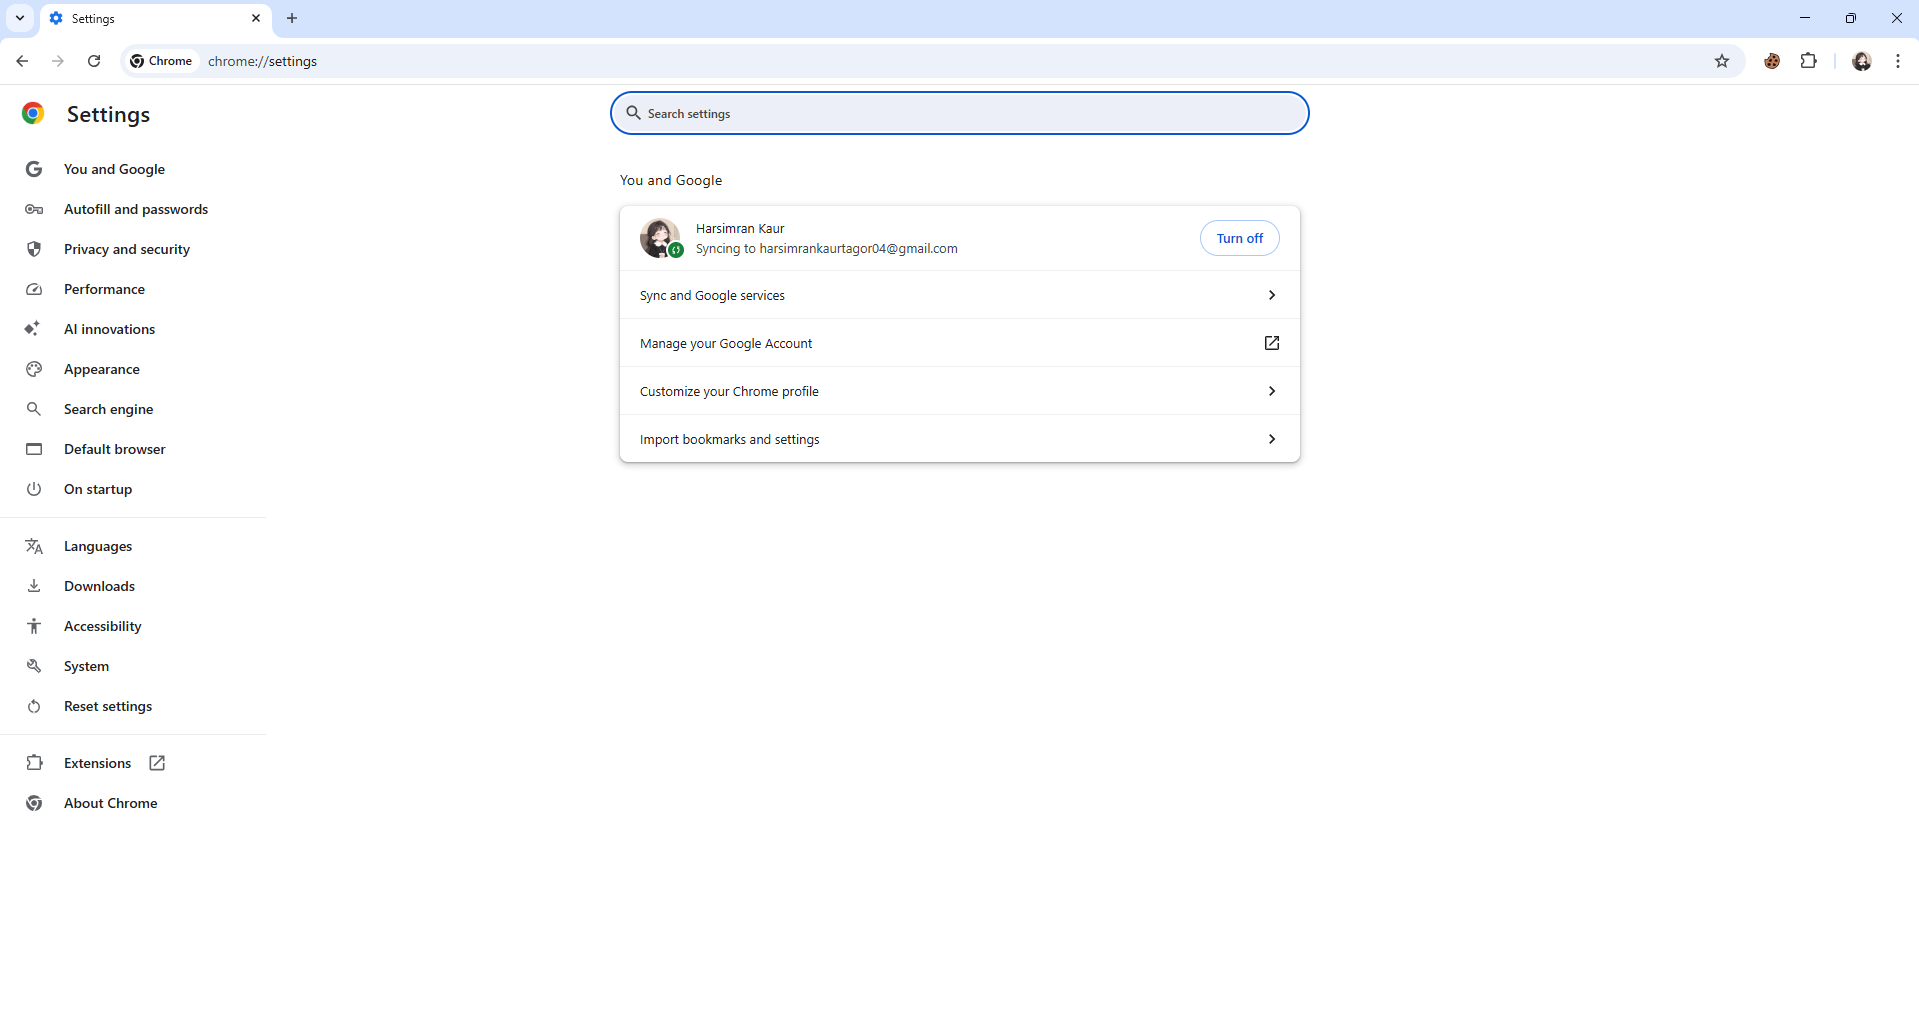 Settings
Chrome
chrome://settings
Settings
Search settings
You and Google
Autofill and passwords
Privacy and security
Performance
AI innovations
Appearance
Search engine
Default browser
On startup
Languages
Downloads
Accessibility
System
Reset settings
Extensions
About Chrome
You and Google
Harsimran Kaur
Syncing to harsimrankaurtagor04@gmail.com
Turn off
Sync and Google services
Manage your Google Account
Customize your Chrome profile
Import bookmarks and settings